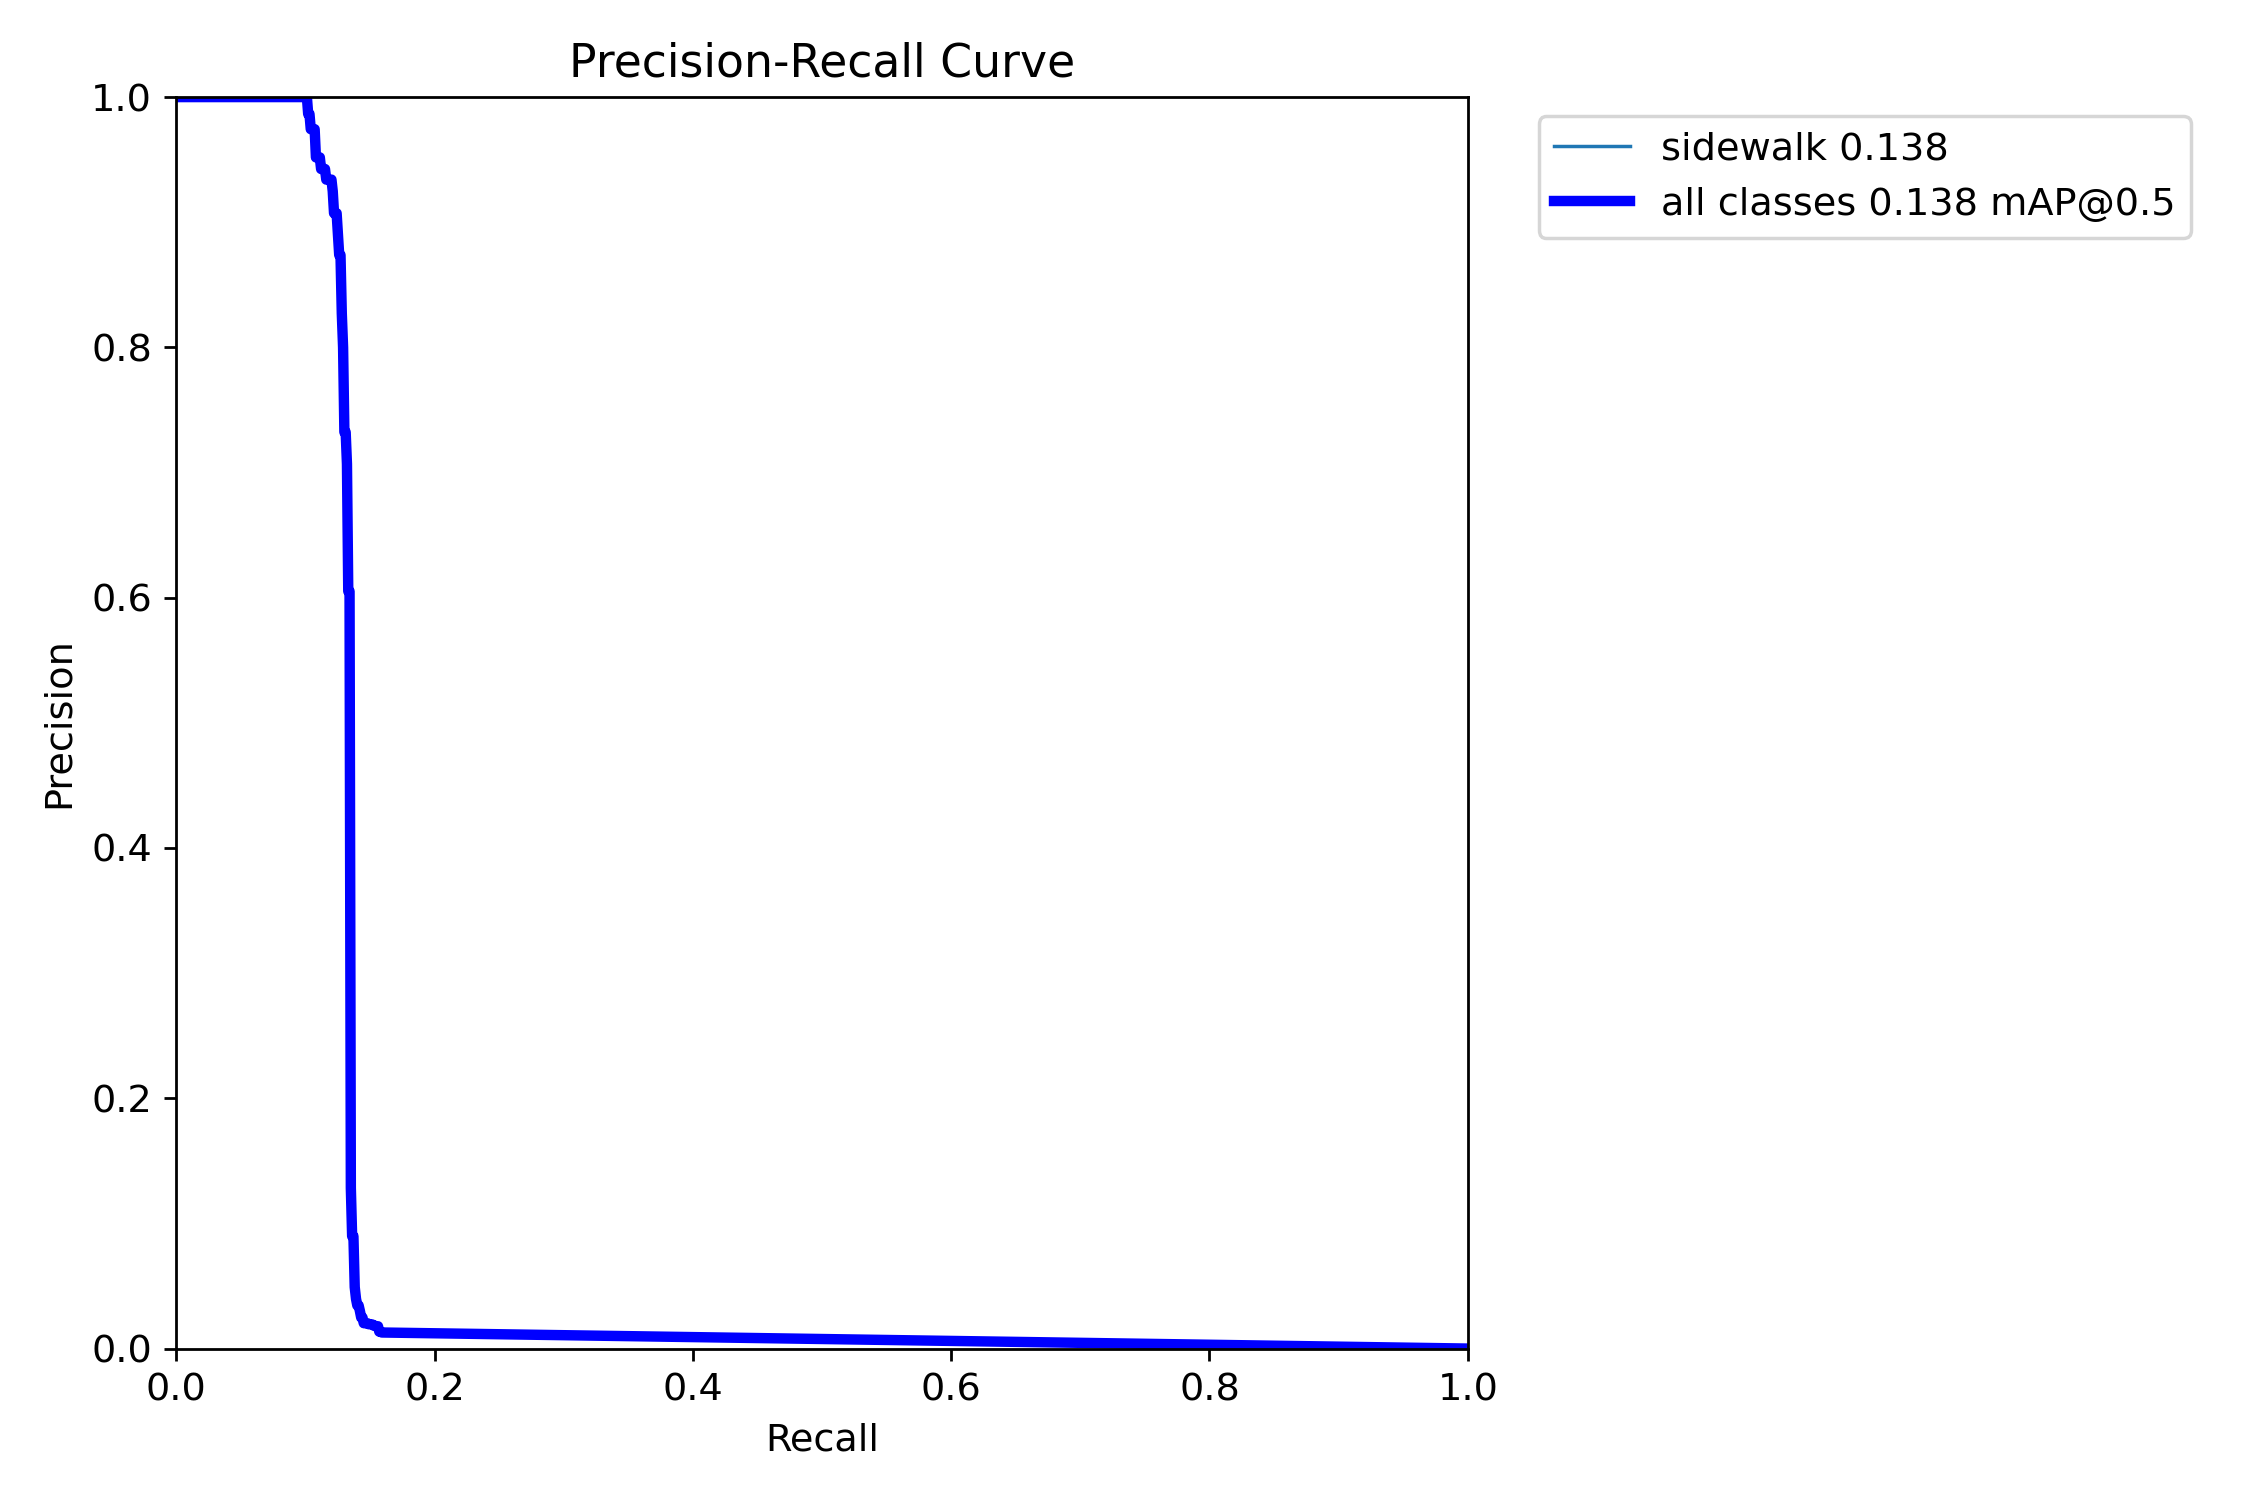 Precision-Recall Curve
1.0
0.8
0.6
0.4
0.2
0.0
Precision
0.0 0.2 0.4 0.6 0.8 1.0
Recall
sidewalk 0.138
all classes 0.138 mAP@0.5